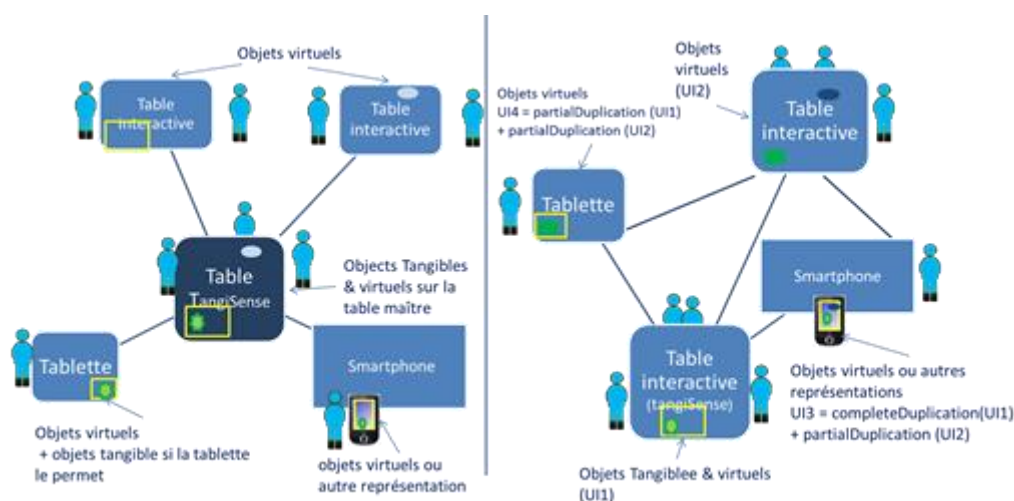 Objets virtuels
Table
interactive
Table
interactive
Table
TangiSense
Objects Tangibles
& virtuels sur la
table maître
Tablette
Smartphone
Objets virtuels
+ objets tangible si la tablette
le permet
objets virtuels ou
autre représentation
Objets
virtuels
(UI2)
Objets virtuels
UI4 = partialDuplication (UI1)
+ partialDuplication (UI2)
Table
interactive
Tablette
Smartphone
Table
interactive
(tangiSense)
Objets virtuels ou autres
représentations
UI3 = completeDuplication(UI1)
+ partialDuplication (UI2)
Objets Tangiblee & virtuels
(UI1)